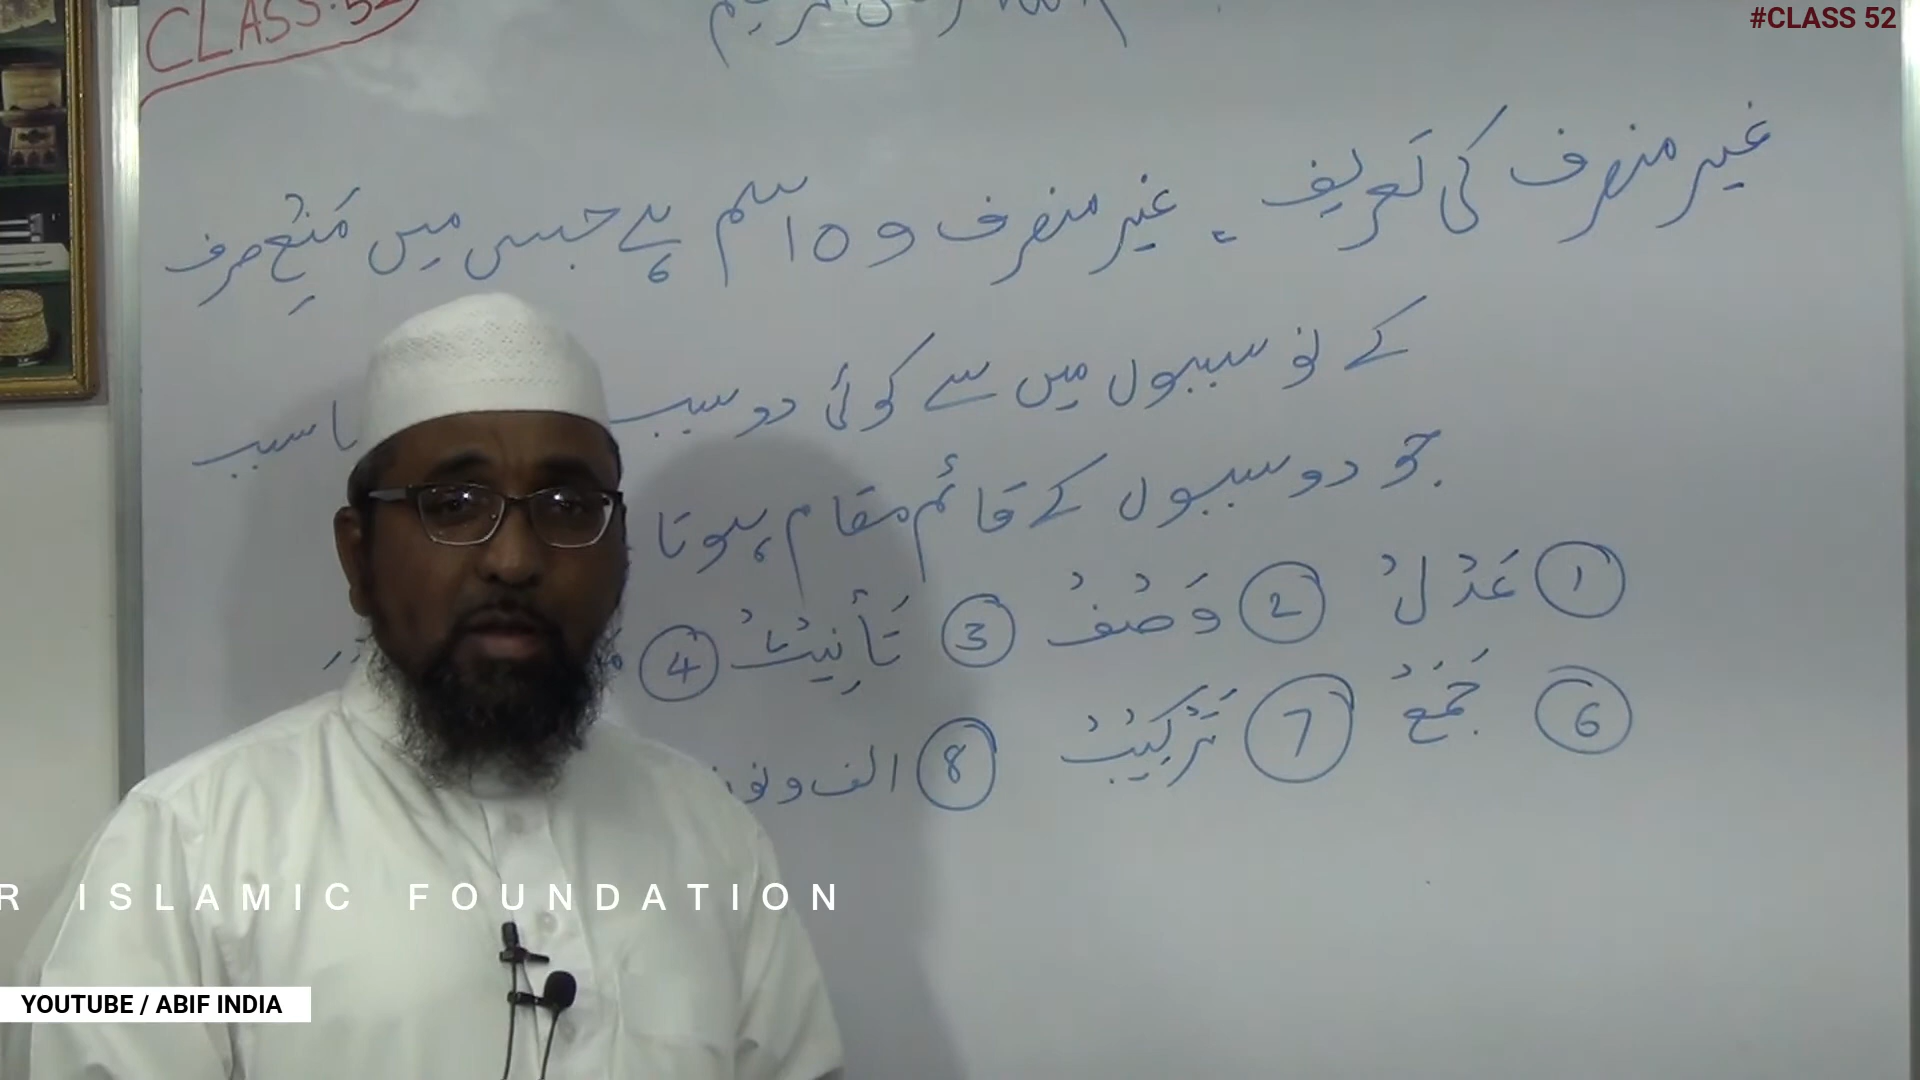 CLASS.52
#CLASS 52
غیر منصرف کی تعریف ۔ غیر منصرف وہ اسم ہے جس میں مَنْعِ صرف
کے نو سببوں میں سے کوئی دو سبب سبب
جو دو سببوں کے قائم مقام ہوتا
① عَدْلُ ② وَصْفُ ③ تَأْنِيْثُ ④
⑥ جَمَعُ ⑦ تَرْكِيْبُ ⑧ الف و نون
R ISLAMIC FOUNDATION
YOUTUBE / ABIF INDIA